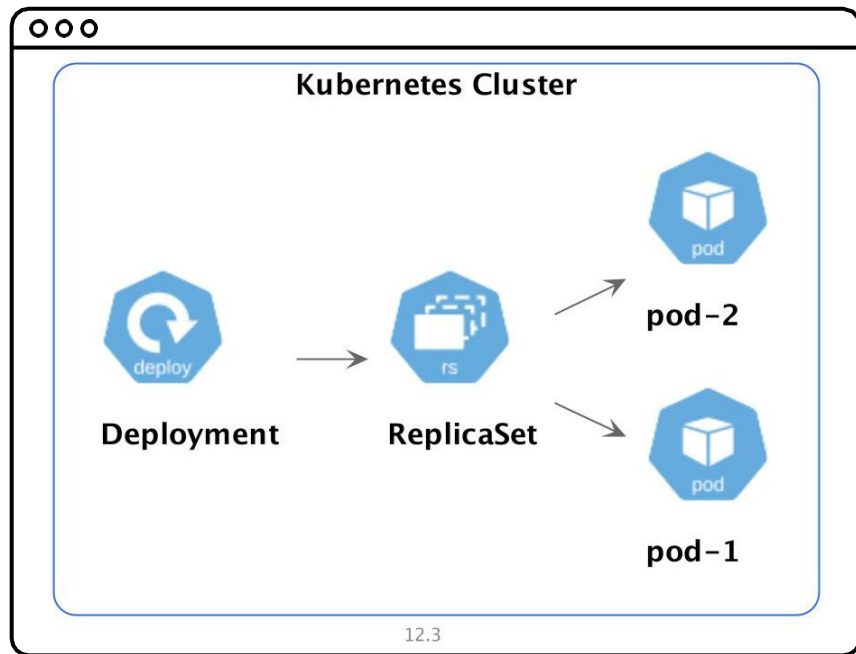 Kubernetes Cluster
pod
pod-2
deploy
rs
Deployment
ReplicaSet
pod
pod-1
12.3